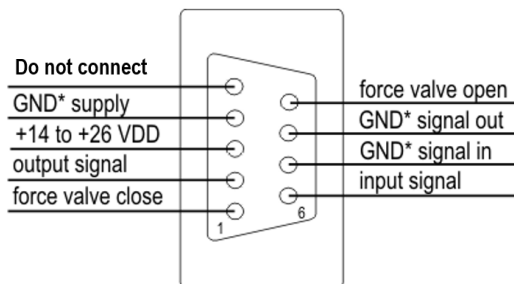 Do not connect
GND* supply
+14 to +26 VDD
output signal
force valve close
force valve open
GND* signal out
GND* signal in
input signal
1
6